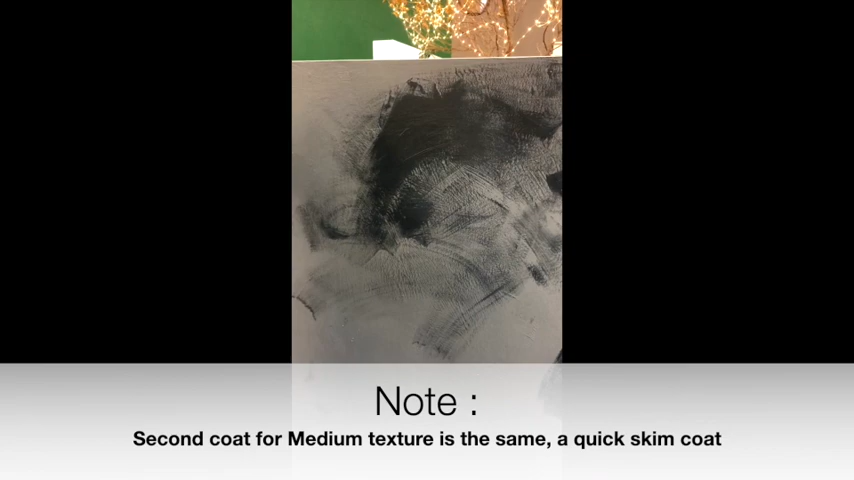 Note :
Second coat for Medium texture is the same, a quick skim coat